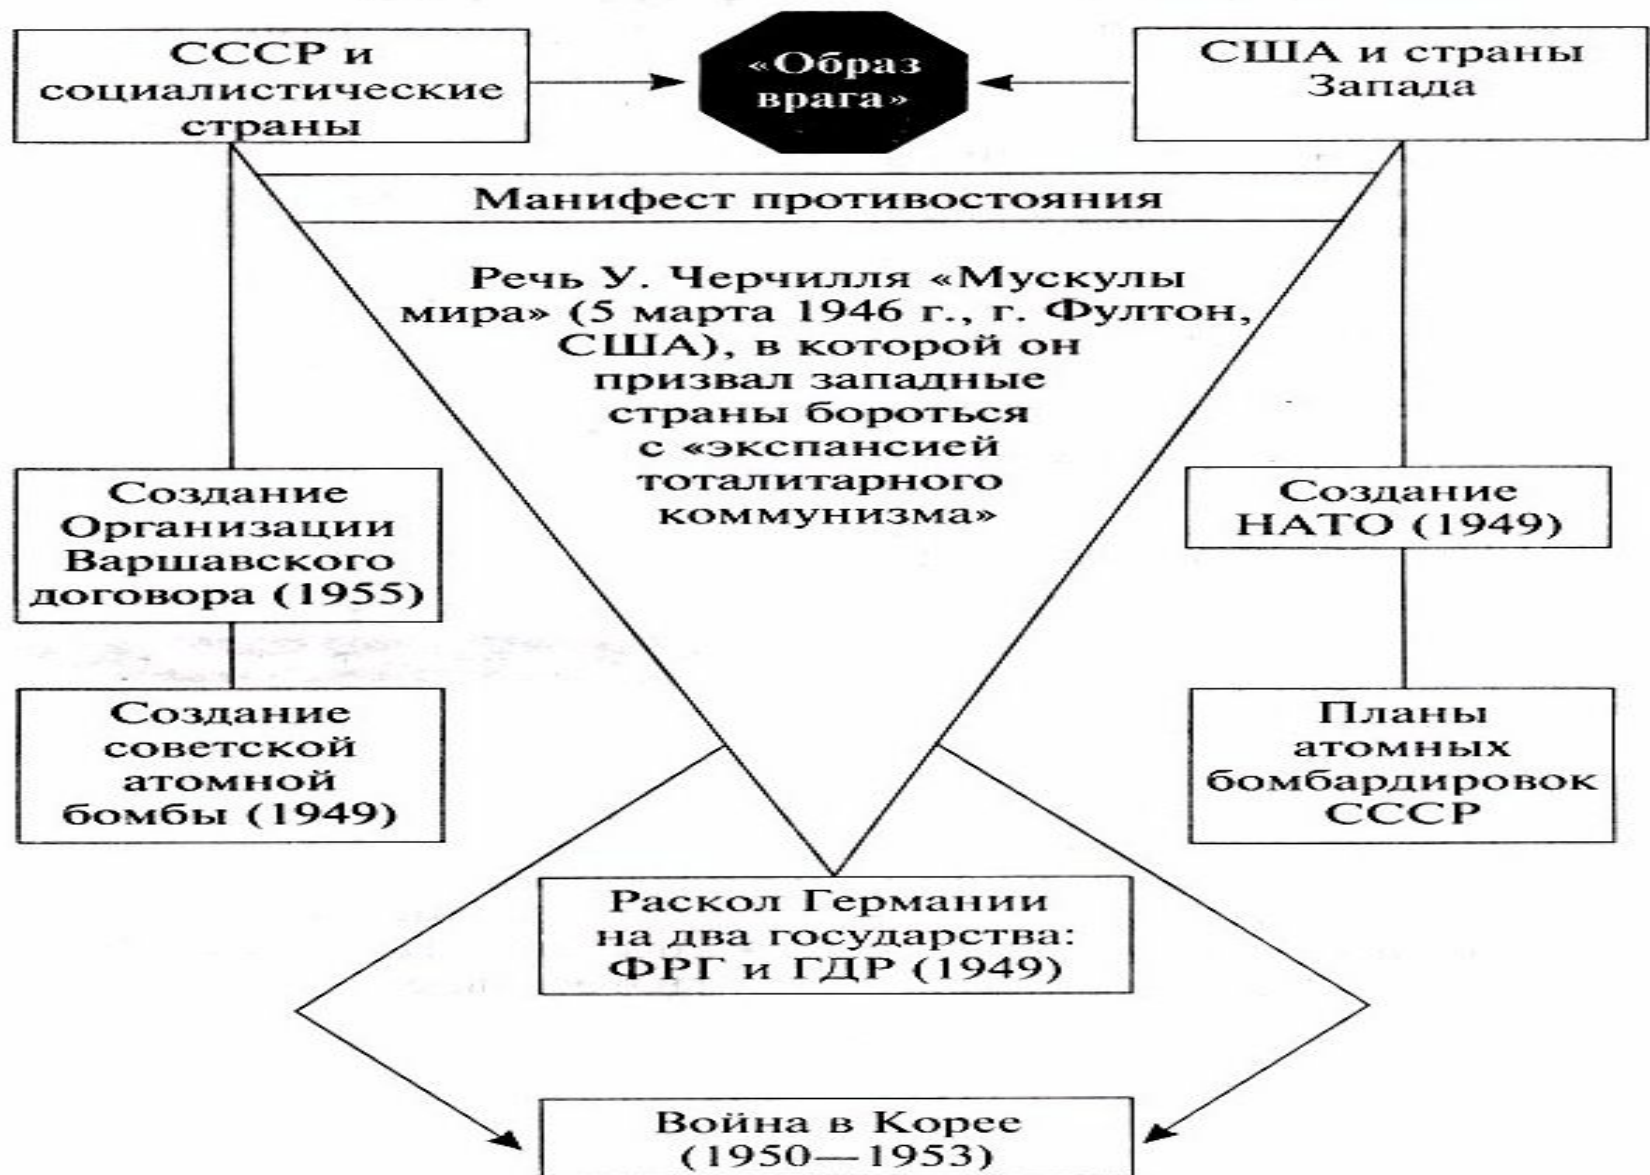 СССР и
социалистические
страны
«Образ
врага»
США и страны
Запада
Манифест противостояния
Речь У. Черчилля «Мускулы
мира» (5 марта 1946 г., г. Фултон,
США), в которой он
призвал западные
страны бороться
с «экспансией
тоталитарного
коммунизма»
Создание
Организации
Варшавского
договора (1955)
Создание
НАТО (1949)
Создание
советской
атомной
бомбы (1949)
Планы
атомных
бомбардировок
СССР
Раскол Германии
на два государства:
ФРГ и ГДР (1949)
Война в Корее
(1950—1953)